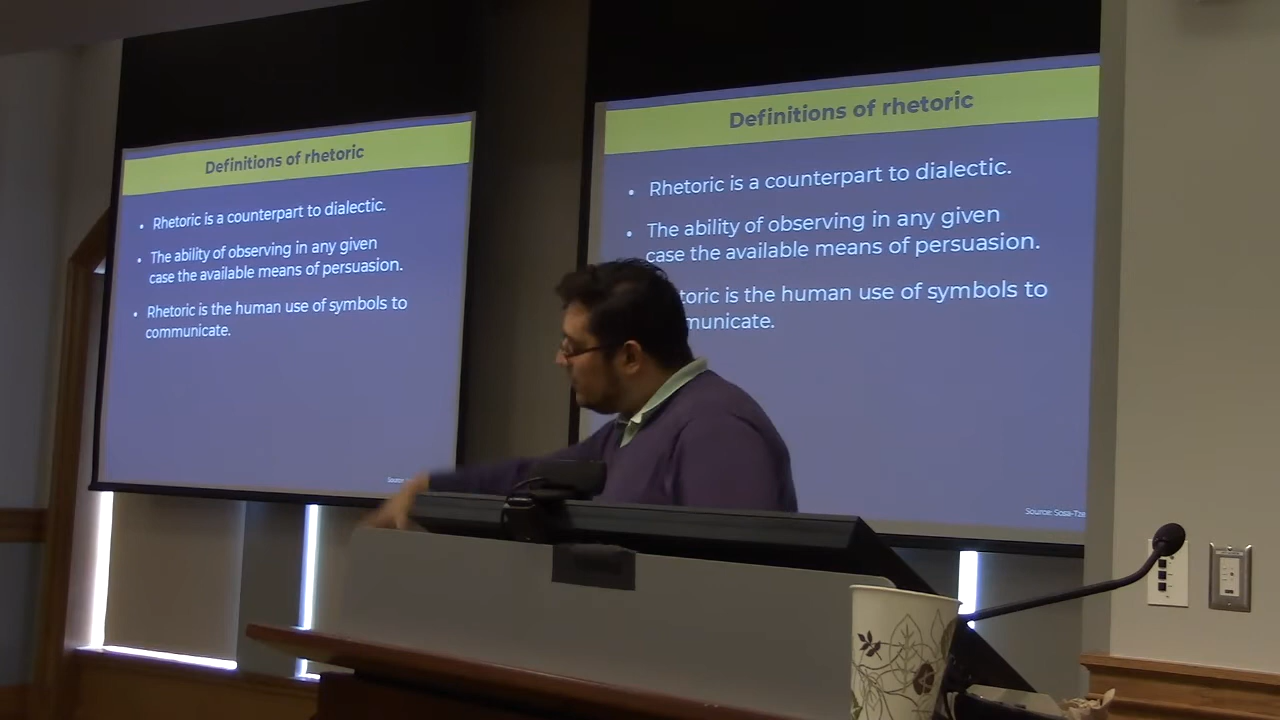 Definitions of rhetoric
• Rhetoric is a counterpart to dialectic.
• The ability of observing in any given
case the available means of persuasion.
• Rhetoric is the human use of symbols to
communicate.
Definitions of rhetoric
• Rhetoric is a counterpart to dialectic.
• The ability of observing in any given
case the available means of persuasion.
toric is the human use of symbols to
municate.
Source: